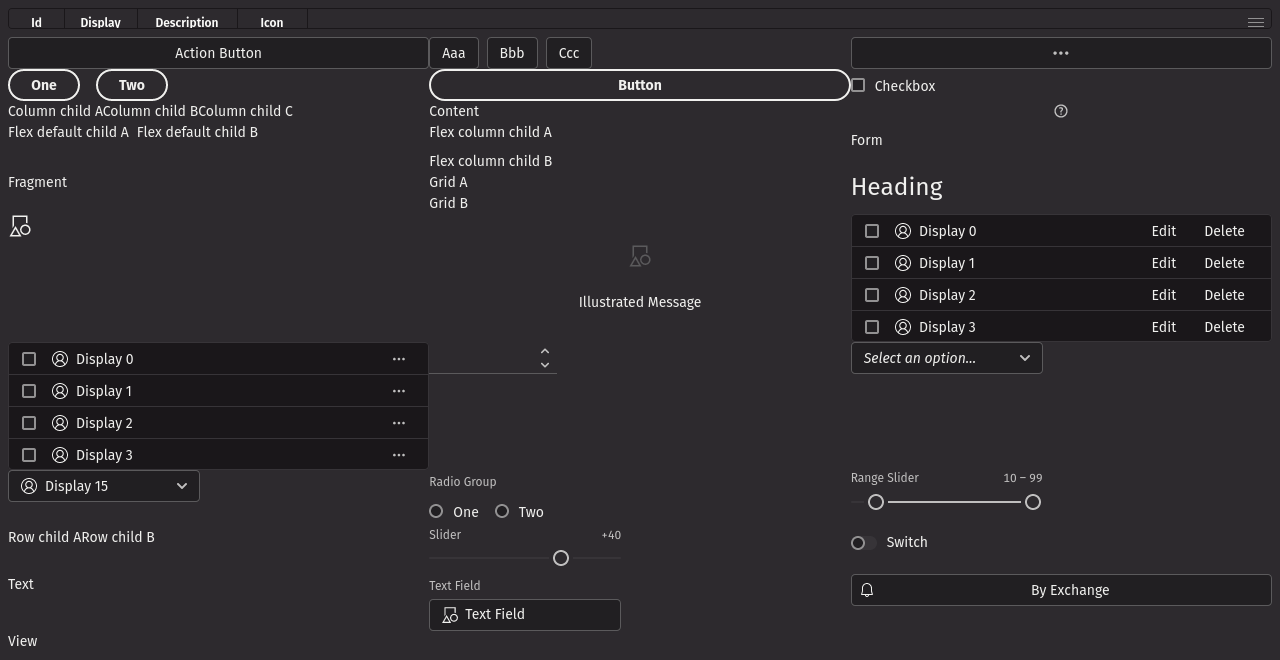 Id Display Description Icon
Action Button Aaa Bbb Ccc
One Two Button Checkbox
Column child AColumn child BColumn child C Content
Flex default child A Flex default child B Flex column child A
Form
Flex column child B
Fragment Grid A Heading
Grid B
Display 0 Edit Delete
Display 1 Edit Delete
Display 2 Edit Delete
Illustrated Message
Display 3 Edit Delete
Display 0 Select an option...
Display 1
Display 2
Display 3
Radio Group Range Slider 10 – 99
Display 15
One Two
Row child ARow child B Slider +40 Switch
Text Text Field By Exchange
Text Field
View